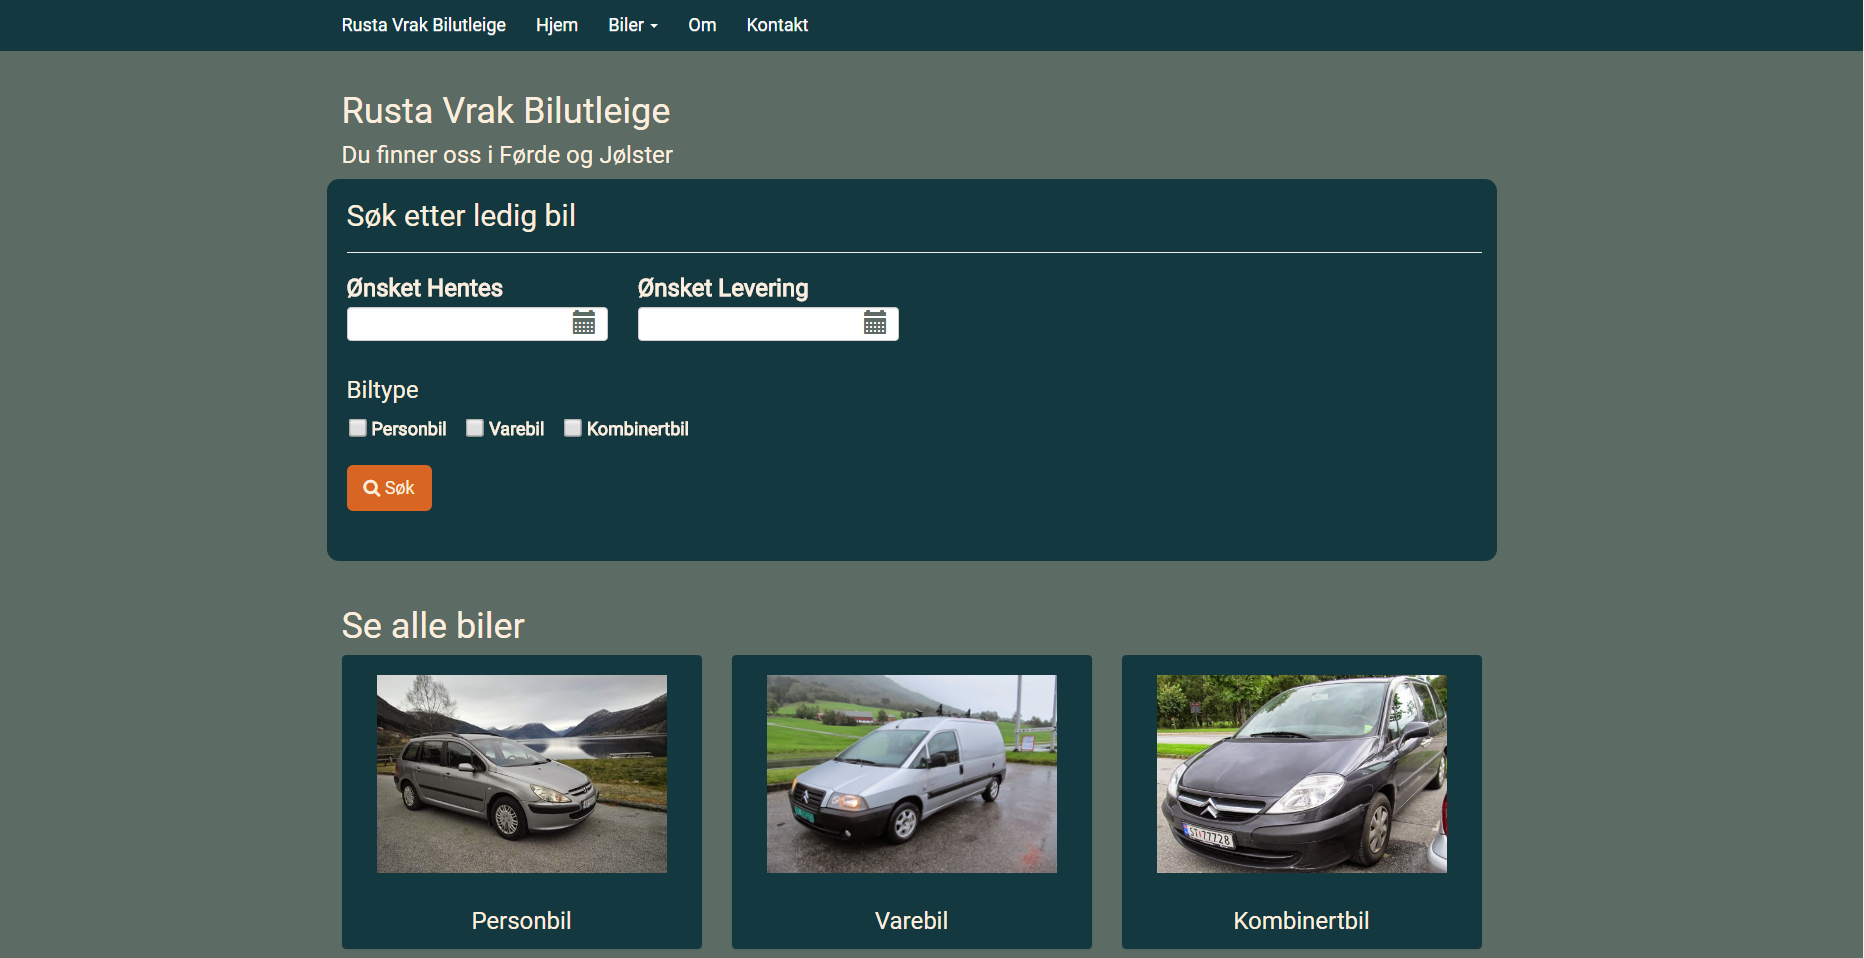 Rusta Vrak Bilutleige Hjem Biler Om Kontakt
Rusta Vrak Bilutleige
Du finner oss i Førde og Jølster
Søk etter ledig bil
Ønsket Hentes Ønsket Levering
Biltype
Personbil Varebil Kombinertbil
Søk
Se alle biler
ST 77728
Personbil Varebil Kombinertbil